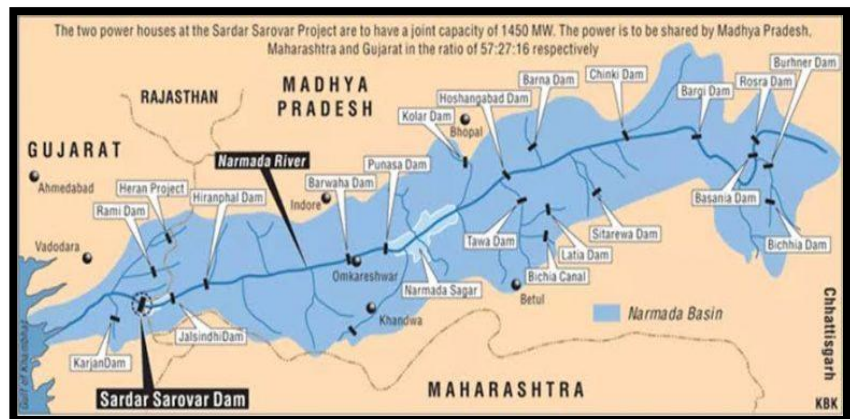 The two power houses at the Sardar Sarovar Project are to have a joint capacity of 1450 MW. The power is to be shared by Madhya Pradesh,
Maharashtra and Gujarat in the ratio of 57:27:16 respectively
Burhner Dam
Rosra Dam
Chinki Dam
Bargi Dam
Barna Dam
MADHYA
PRADESH
Hoshangabad Dam
RAJASTHAN
Kolar Dam
Bhopal
GUJARAT
Narmada River
Punasa Dam
Ahmedabad
Heran Project
Barwaha Dam
Hiranphal Dam
Indore
Rami Dam
Basania Dam
Vadodara
Tawa Dam
Sitarewa Dam
Latia Dam
Bichhia Dam
Omkareshwar
Narmada Sagar
Bichia Canal
Betul
Khandwa
Narmada Basin
Chhattisgarh
Gulf of Khambhat
JalsindhiDam
KarjanDam
Sardar Sarovar Dam
MAHARASHTRA
KBK